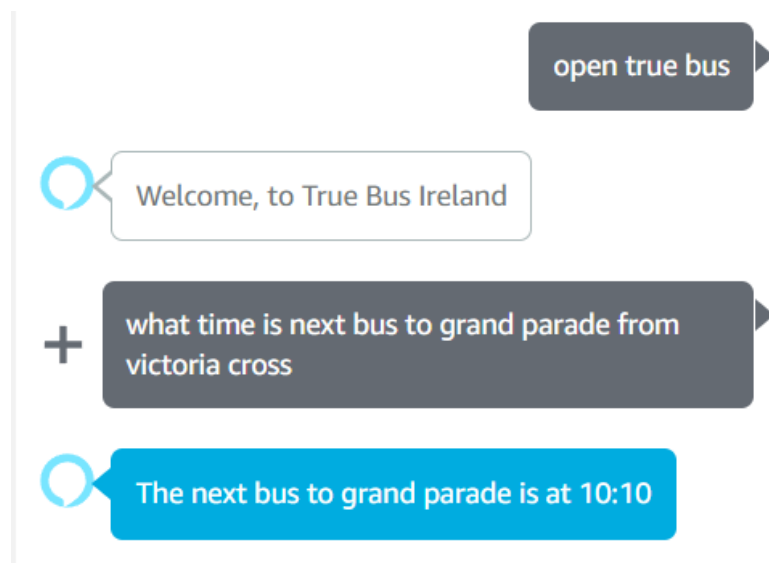 open true bus
Welcome, to True Bus Ireland
what time is next bus to grand parade from
victoria cross
The next bus to grand parade is at 10:10